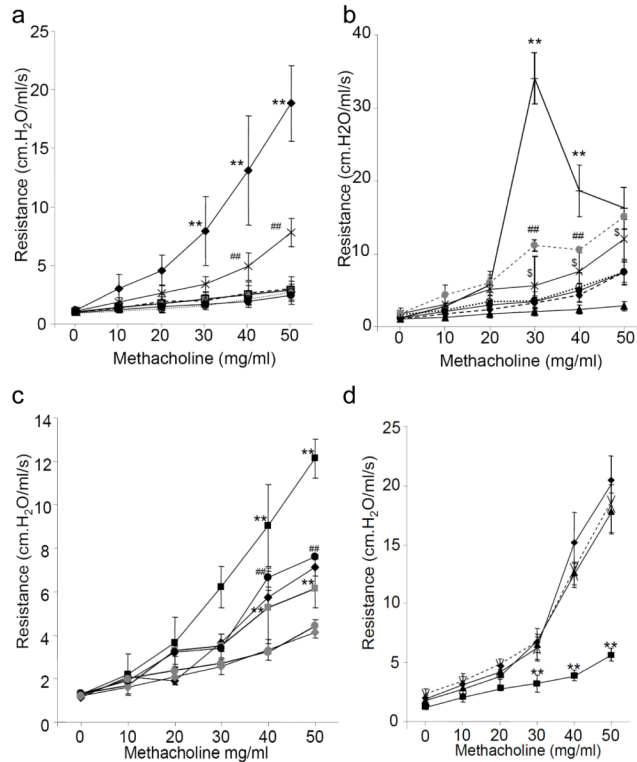 a
25
20
15
10
5
0
Resistance (cm.H₂O/ml/s)
**
**
**
##
##
0 10 20 30 40 50
Methacholine (mg/ml)
b
40
30
20
10
0
Resistance (cm.H2O/ml/s)
**
**
##
##
$
$
$
0 10 20 30 40 50
Methacholine (mg/ml)
c
14
12
10
8
6
4
2
0
Resistance (cm.H₂O/ml/s)
**
**
##
##
**
**
0 10 20 30 40 50
Methacholine mg/ml)
d
25
20
15
10
5
0
Resistance (cm.H₂O/ml/s)
**
**
**
0 10 20 30 40 50
Methacholine (mg/ml)